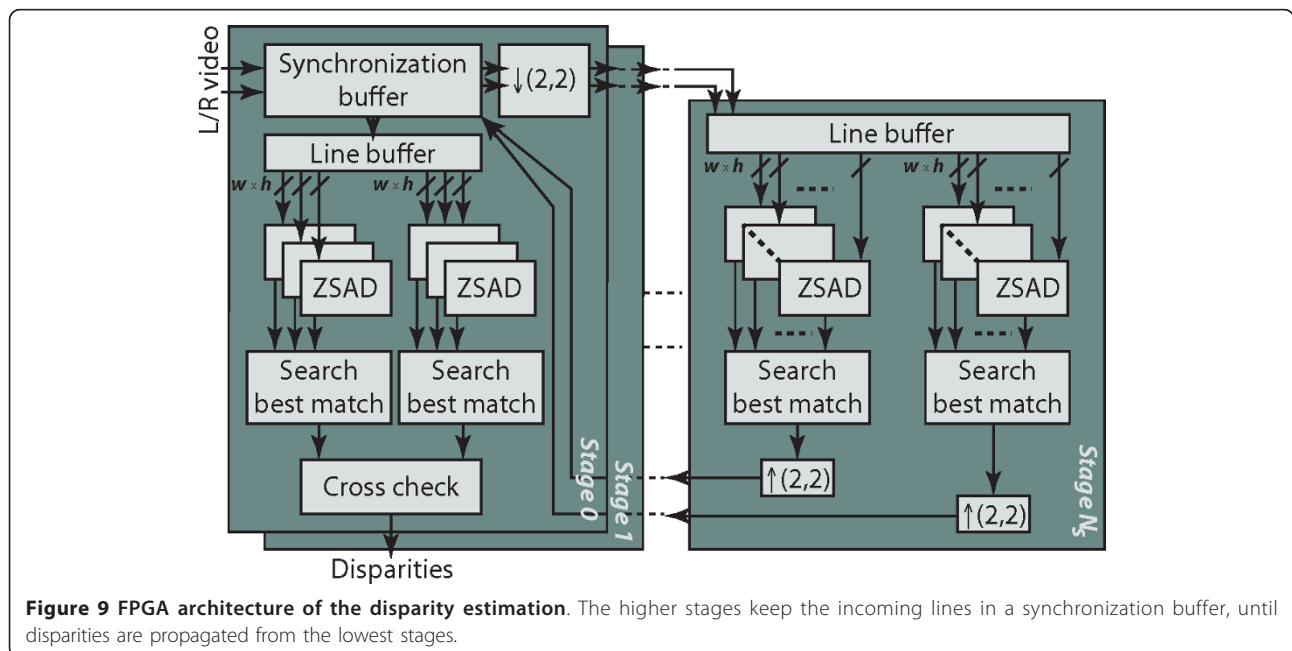 L/R video
Synchronization
buffer
↓(2,2)
Line buffer
w x h
w x h
ZSAD
ZSAD
Search
best match
Search
best match
Cross check
Disparities
Stage 0
Stage 1
Line buffer
w x h
w x h
ZSAD
ZSAD
Search
best match
Search
best match
↑(2,2)
↑(2,2)
Stage Ns
Figure 9 FPGA architecture of the disparity estimation. The higher stages keep the incoming lines in a synchronization buffer, until
disparities are propagated from the lowest stages.